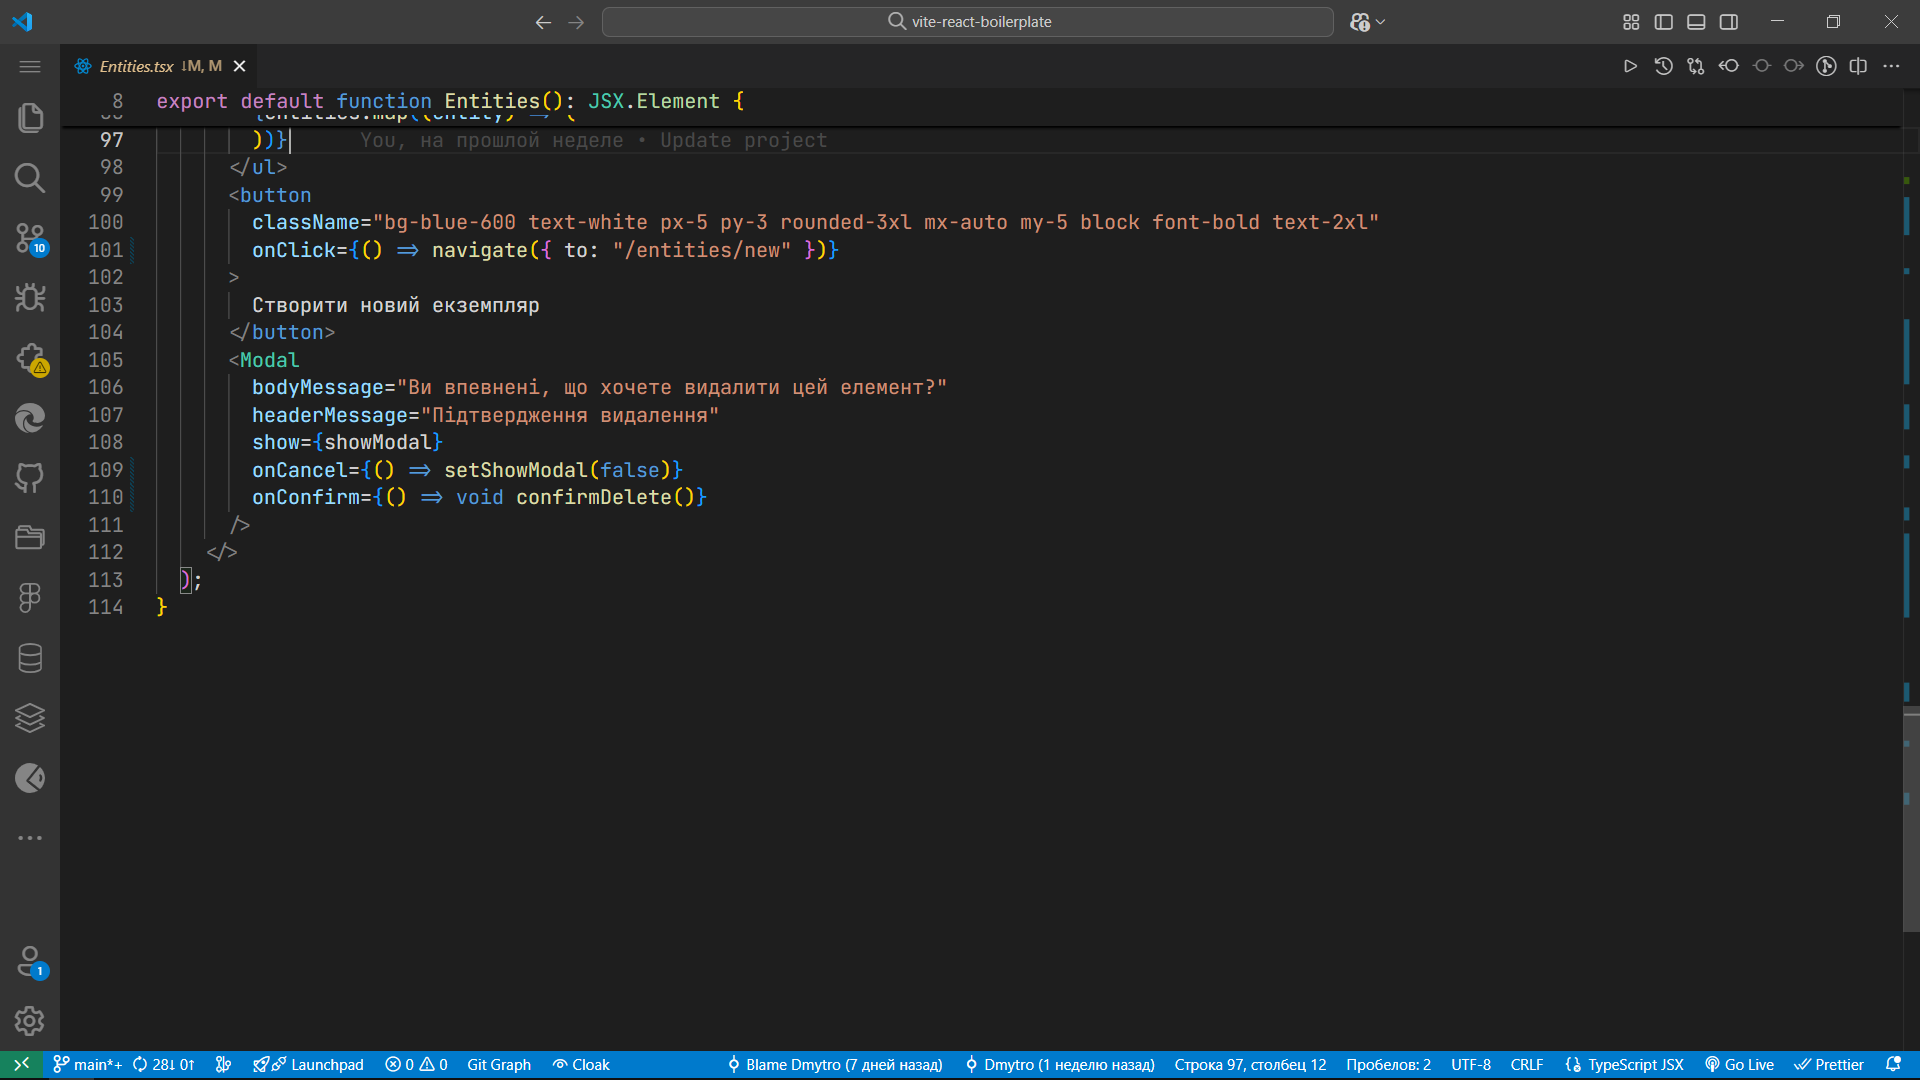 vite-react-boilerplate
Entities.tsx ↓M, M
8 export default function Entities(): JSX.Element {
{entities.map((entity) => (
97 ))} You, на прошлой неделе • Update project
98 </ul>
99 <button
100 className="bg-blue-600 text-white px-5 py-3 rounded-3xl mx-auto my-5 block font-bold text-2xl"
101 onClick={() => navigate({ to: "/entities/new" })}
102 >
103 Створити новий екземпляр
104 </button>
105 <Modal
106 bodyMessage="Ви впевнені, що хочете видалити цей елемент?"
107 headerMessage="Підтвердження видалення"
108 show={showModal}
109 onCancel={() => setShowModal(false)}
110 onConfirm={() => void confirmDelete()}
111 />
112 </>
113 );
114 }
10
1
main*+ 28↓ 0↑ Launchpad 0 0 Git Graph Cloak Blame Dmytro (7 дней назад) Dmytro (1 неделю назад) Строка 97, столбец 12 Пробелов: 2 UTF-8 CRLF TypeScript JSX Go Live Prettier